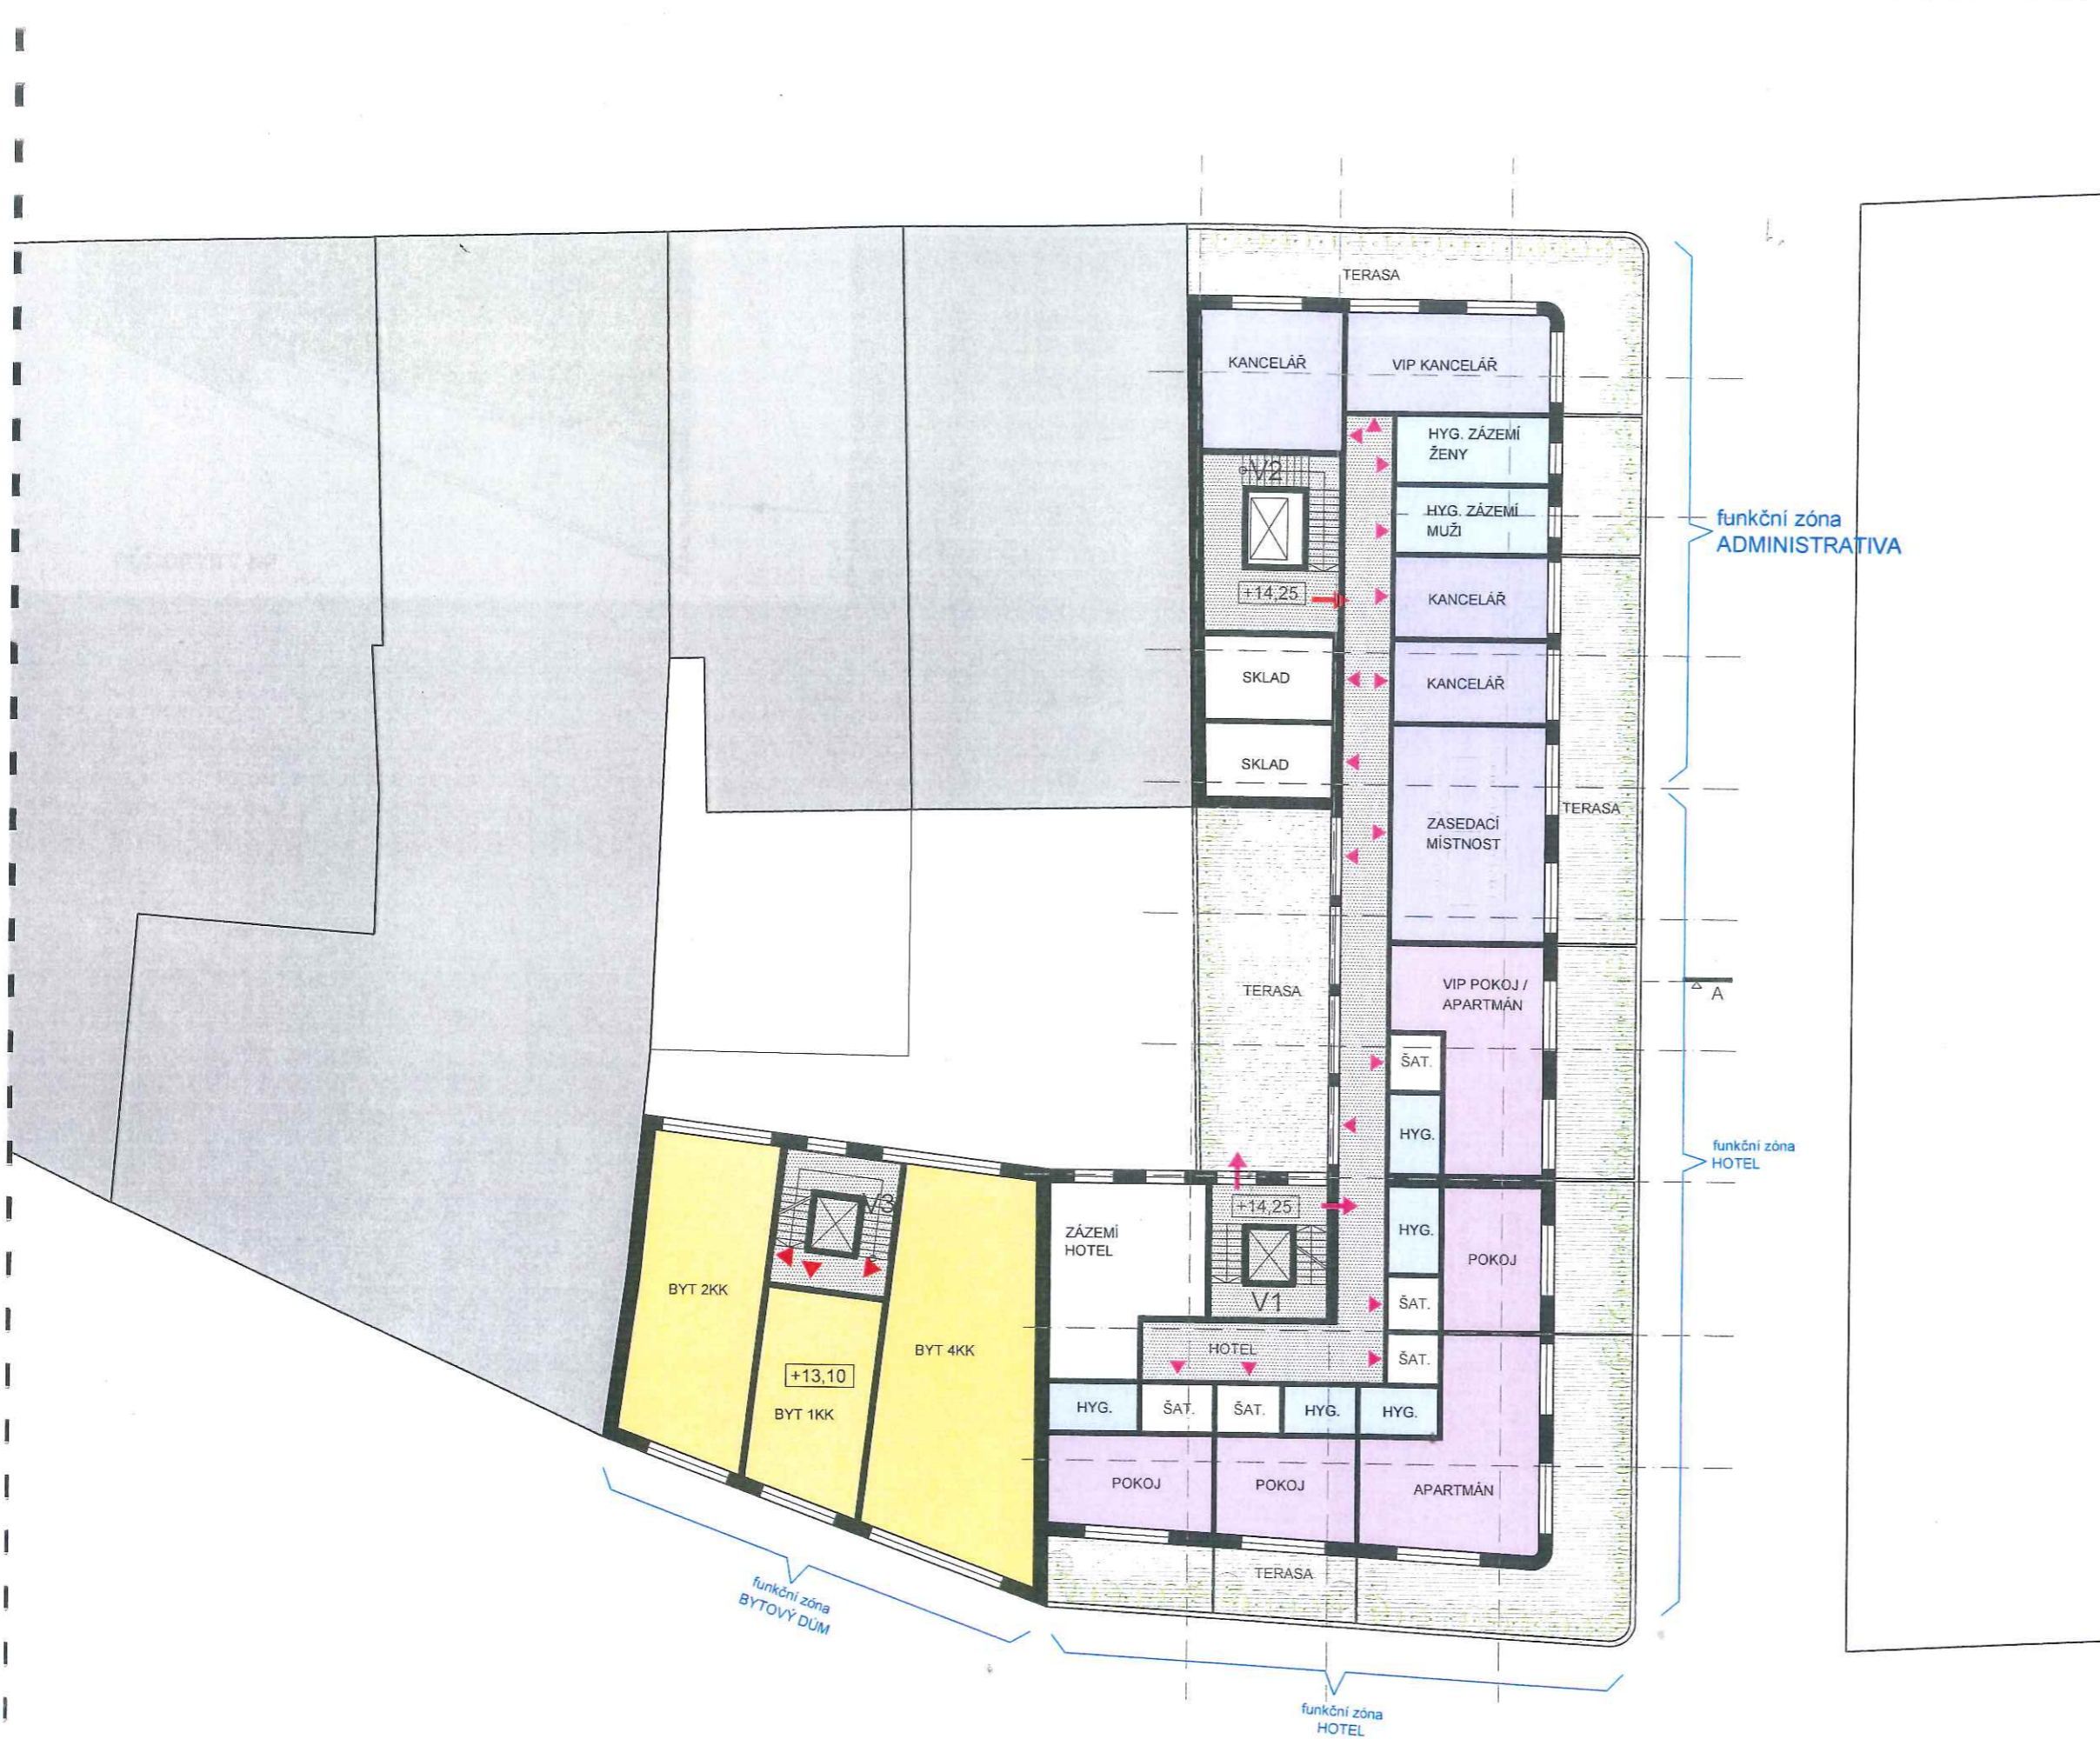 TERASA
KANCELÁŘ
VIP KANCELÁŘ
HYG. ZÁZEMÍ
ŽENY
V2
HYG. ZÁZEMÍ
MUŽI
funkční zóna
ADMINISTRATIVA
+14,25
KANCELÁŘ
SKLAD
KANCELÁŘ
SKLAD
TERASA
ZASEDACÍ
MÍSTNOST
TERASA
VIP POKOJ /
APARTMÁN
A
ŠAT.
HYG.
funkční zóna
HOTEL
V3
+14,25
ZÁZEMÍ
HOTEL
HYG.
POKOJ
BYT 2KK
V1
ŠAT.
BYT 4KK
HOTEL
ŠAT.
+13,10
BYT 1KK
HYG.
ŠAT.
ŠAT.
HYG.
HYG.
POKOJ
POKOJ
APARTMÁN
TERASA
funkční zóna
BYTOVÝ DŮM
funkční zóna
HOTEL